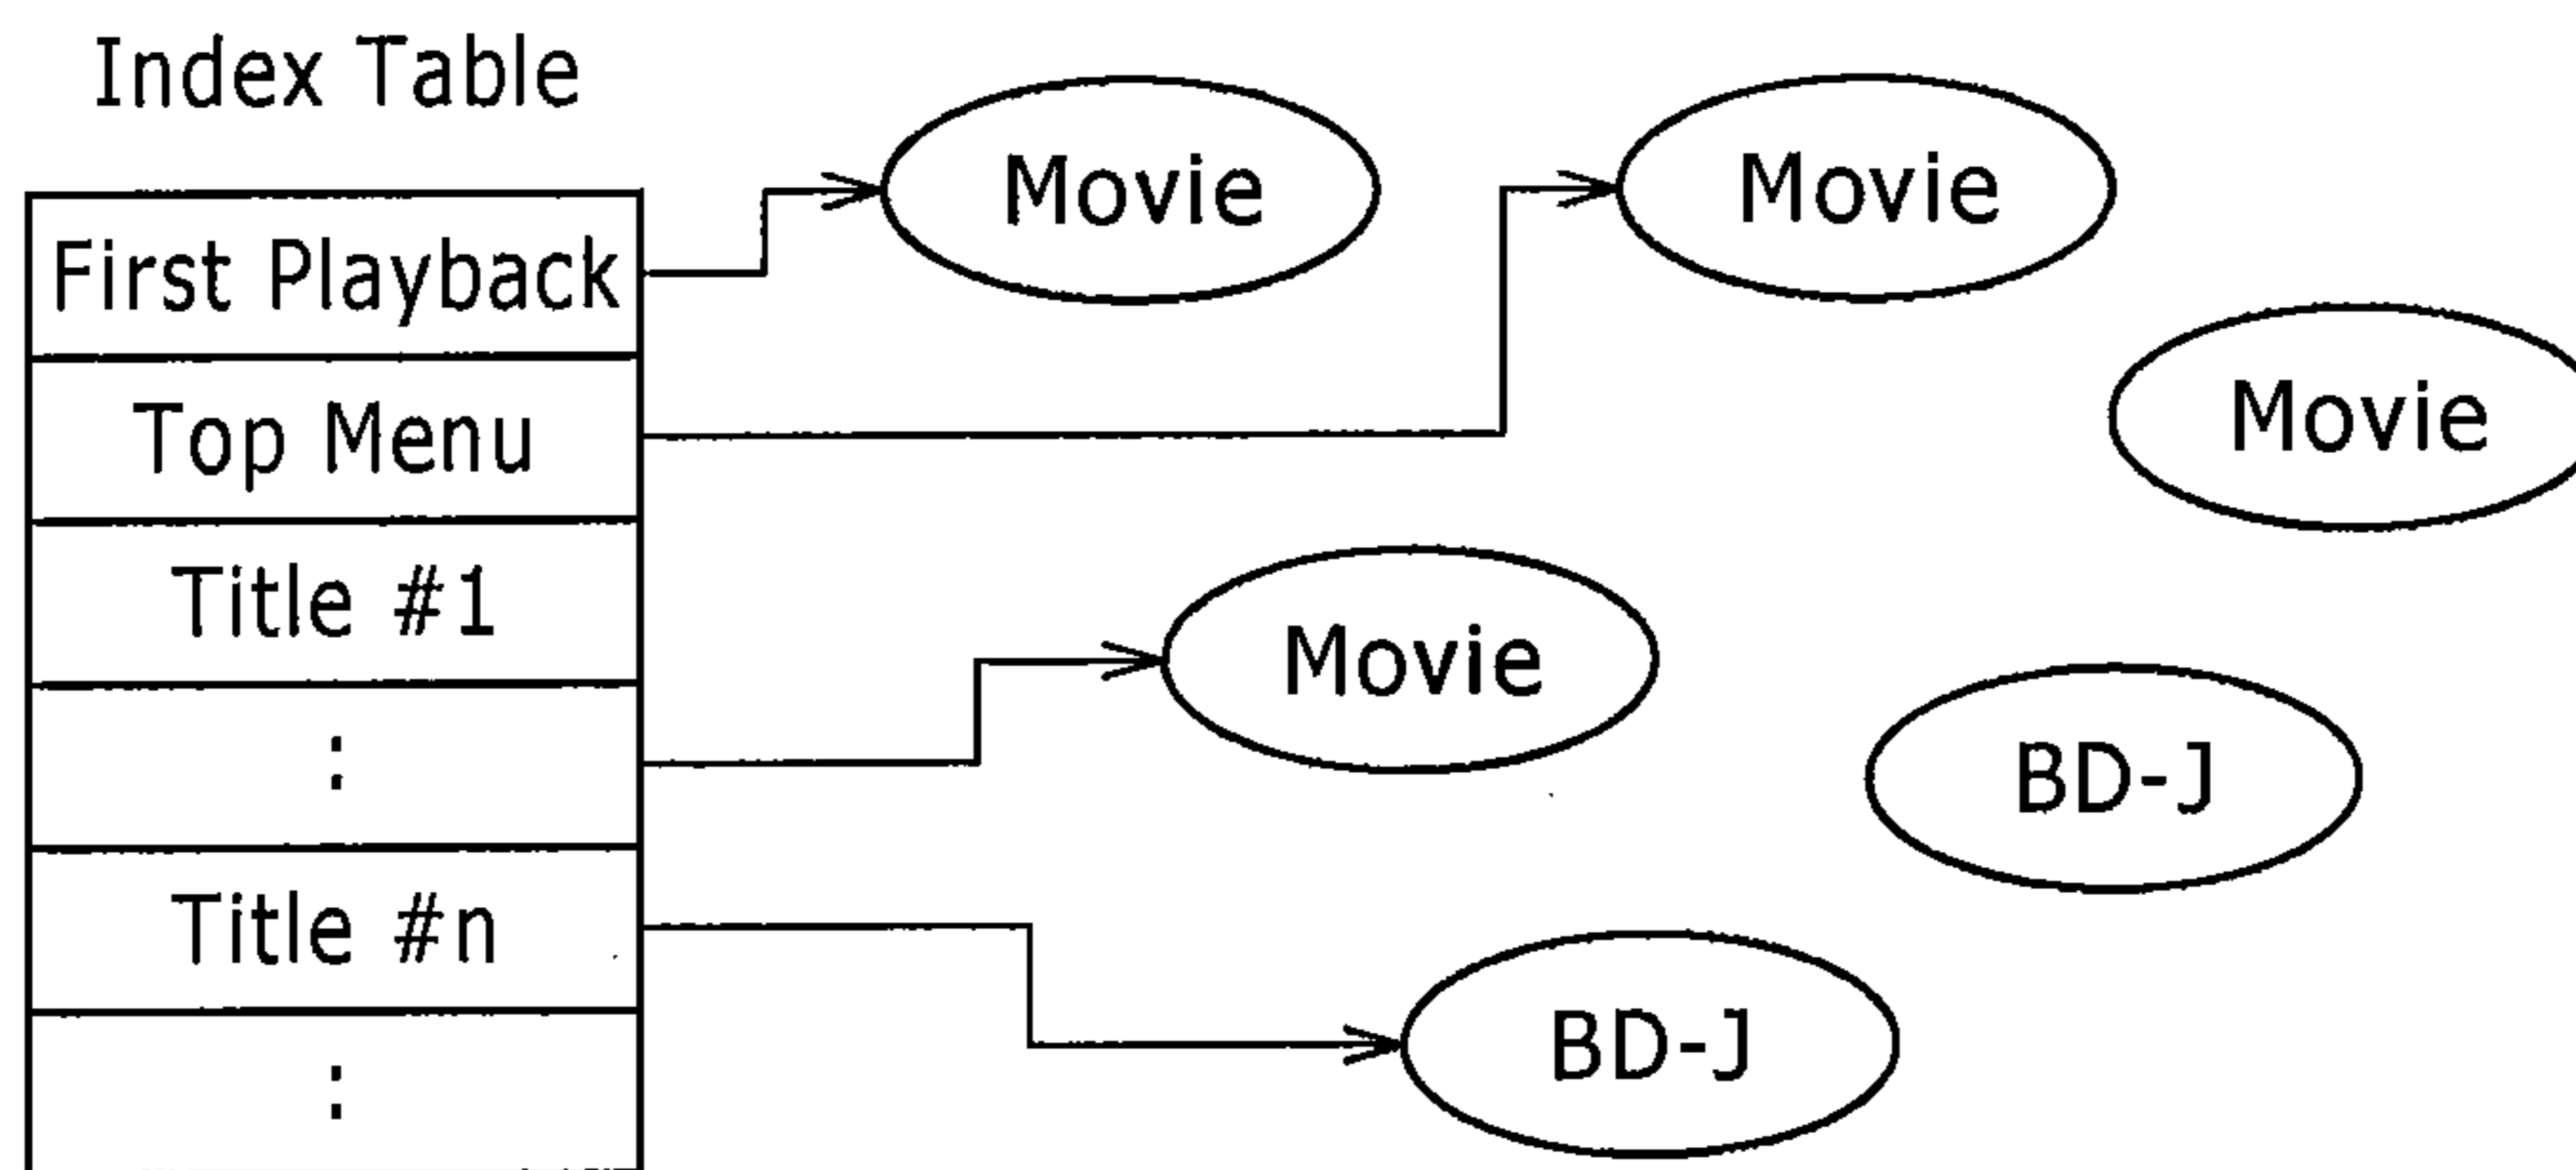 Index Table
First Playback
Top Menu
Title #1
:
Title #n
:
Movie
Movie
Movie
Movie
BD-J
BD-J